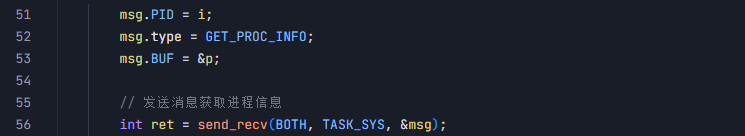 51 msg.PID = i;
52 msg.type = GET_PROC_INFO;
53 msg.BUF = &p;
54
55 // 发送消息获取进程信息
56 int ret = send_recv(BOTH, TASK_SYS, &msg);